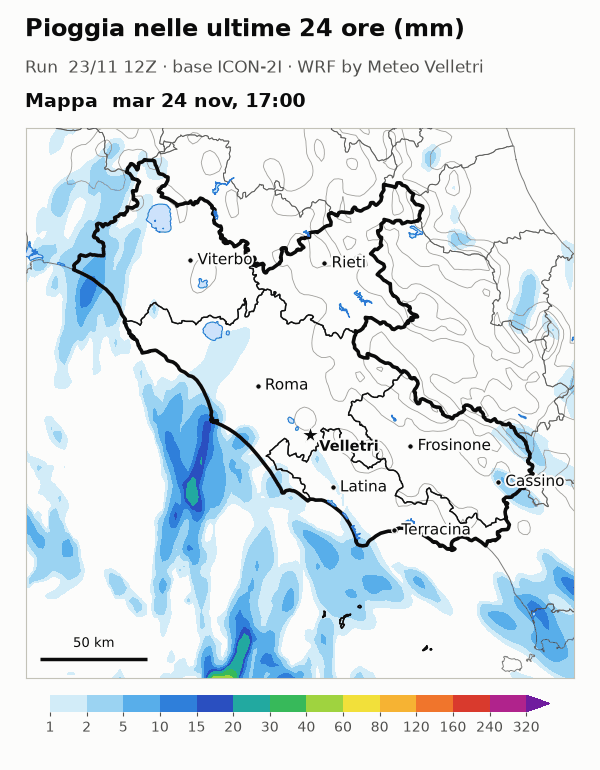 Pioggia nelle ultime 24 ore (mm)
Run  23/11 12Z · base ICON-2I · WRF by Meteo Velletri
Mappa  mar 24 nov, 17:00
Viterbo
Rieti
Roma
Velletri
Frosinone
Cassino
Latina
Terracina
50 km
1 2 5 10 15 20 30 40 60 80 120 160 240 320